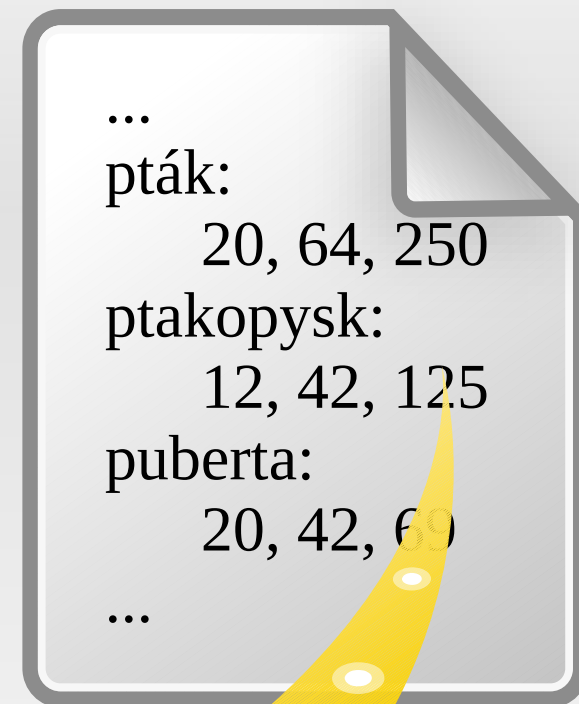 ...
pták:
20, 64, 250
ptakopysk:
12, 42, 125
puberta:
20, 42, 69
...